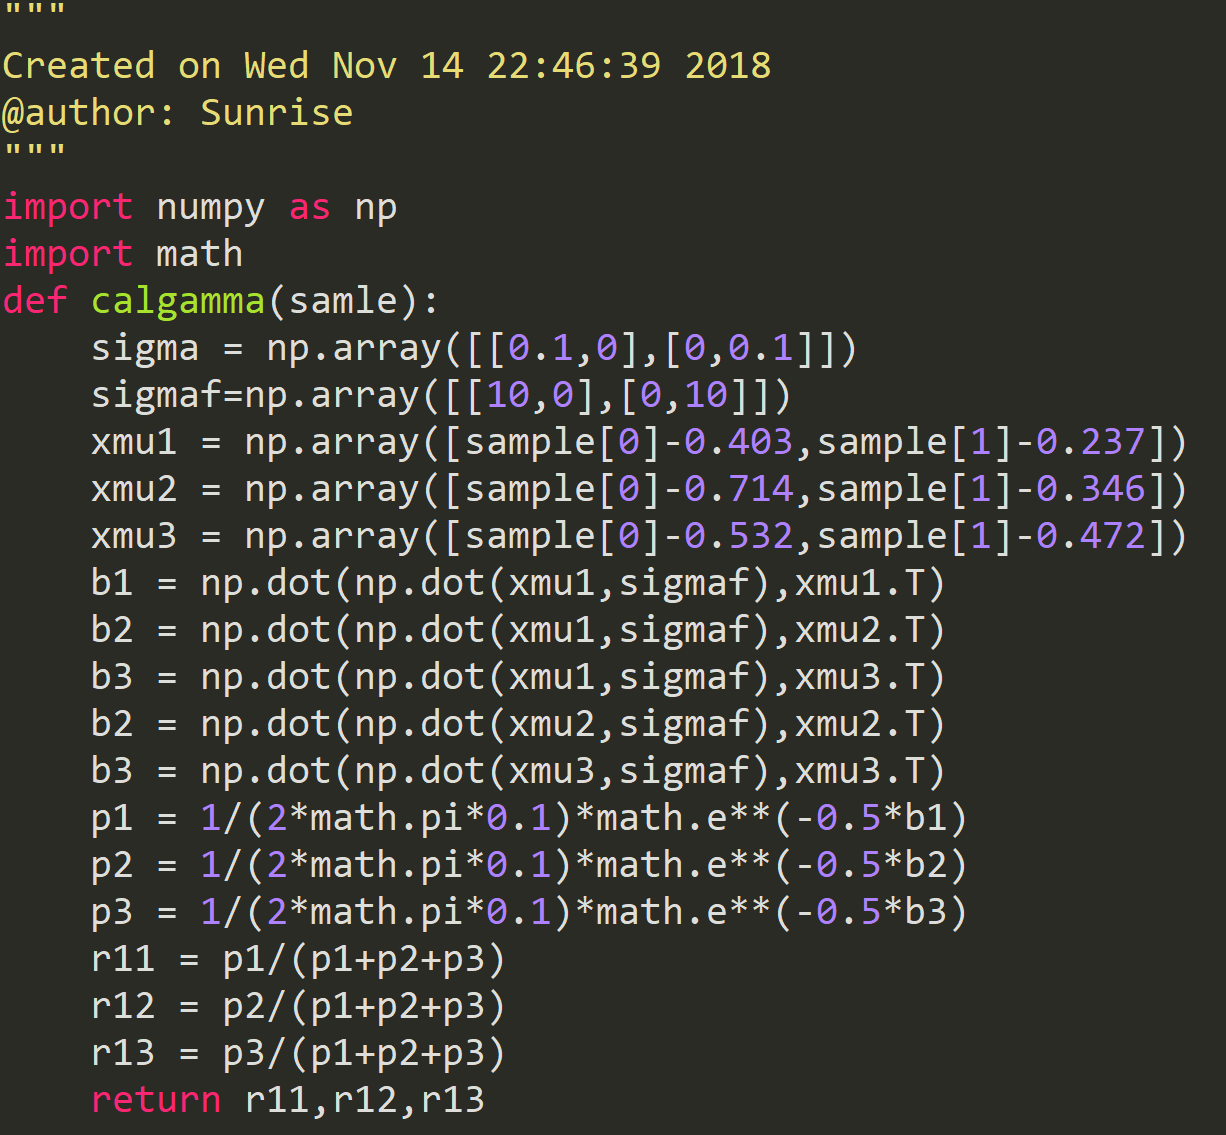 """
Created on Wed Nov 14 22:46:39 2018
@author: Sunrise
"""
import numpy as np
import math
def calgamma(samle):
    sigma = np.array([[0.1,0],[0,0.1]])
    sigmaf=np.array([[10,0],[0,10]])
    xmu1 = np.array([sample[0]-0.403,sample[1]-0.237])
    xmu2 = np.array([sample[0]-0.714,sample[1]-0.346])
    xmu3 = np.array([sample[0]-0.532,sample[1]-0.472])
    b1 = np.dot(np.dot(xmu1,sigmaf),xmu1.T)
    b2 = np.dot(np.dot(xmu1,sigmaf),xmu2.T)
    b3 = np.dot(np.dot(xmu1,sigmaf),xmu3.T)
    b2 = np.dot(np.dot(xmu2,sigmaf),xmu2.T)
    b3 = np.dot(np.dot(xmu3,sigmaf),xmu3.T)
    p1 = 1/(2*math.pi*0.1)*math.e**(-0.5*b1)
    p2 = 1/(2*math.pi*0.1)*math.e**(-0.5*b2)
    p3 = 1/(2*math.pi*0.1)*math.e**(-0.5*b3)
    r11 = p1/(p1+p2+p3)
    r12 = p2/(p1+p2+p3)
    r13 = p3/(p1+p2+p3)
    return r11,r12,r13